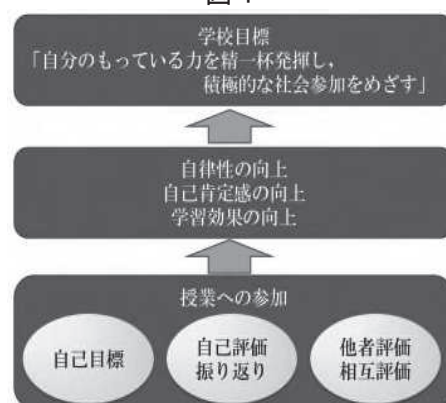 学校目標
「自分のもっている力を精一杯発揮し,
積極的な社会参加をめざす」
自律性の向上
自己肯定感の向上
学習効果の向上
授業への参加
自己目標
自己評価
振り返り
他者評価
相互評価